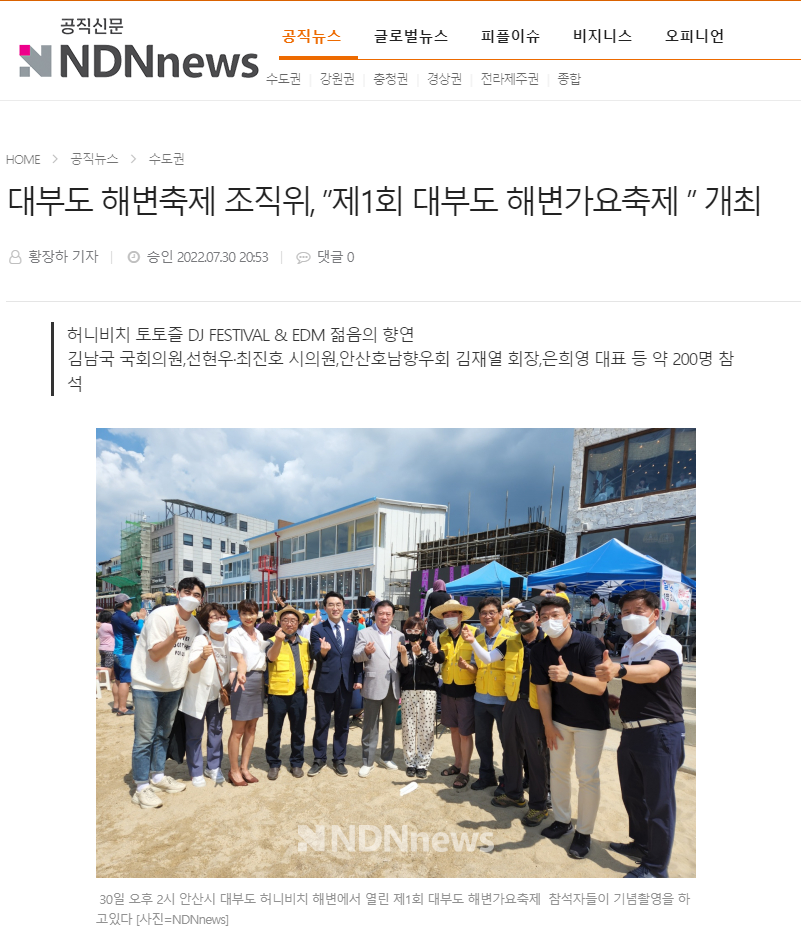 공직신문
NDNnews
공직뉴스 글로벌뉴스 피플이슈 비지니스 오피니언
수도권 강원권 충청권 경상권 전라제주권 종합
HOME > 공직뉴스 > 수도권
대부도 해변축제 조직위, ”제1회 대부도 해변가요축제 ” 개최
황장하 기자 승인 2022.07.30 20:53 댓글 0
허니비치 토토즐 DJ FESTIVAL & EDM 젊음의 향연
김남국 국회의원,선현우·최진호 시의원,안산호남향우회 김재열 회장,은희영 대표 등 약 200명 참
석
NDNnews
30일 오후 2시 안산시 대부도 허니비치 해변에서 열린 제1회 대부도 해변가요축제 참석자들이 기념촬영을 하
고있다 [사진=NDNnews]